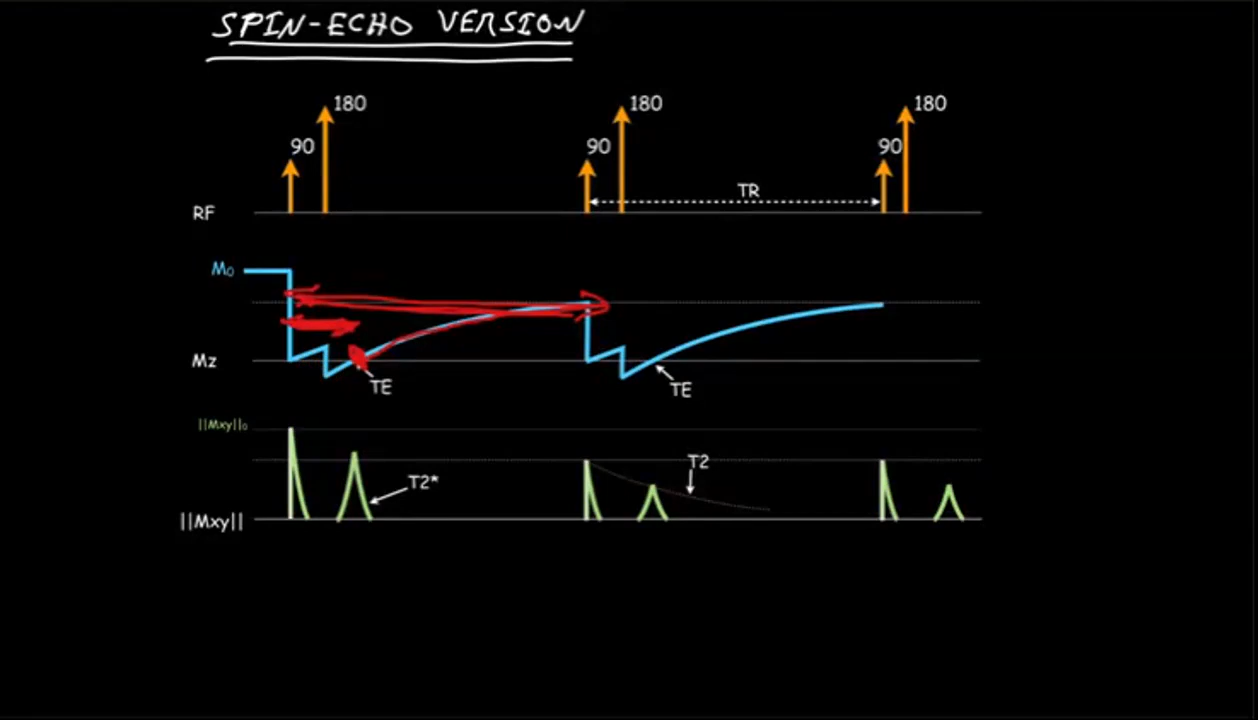 SPIN-ECHO VERSION
180 180 180
90 90 90
TR
RF
M₀
Mz
TE TE
||Mxy||₀
T2
T2*
||Mxy||